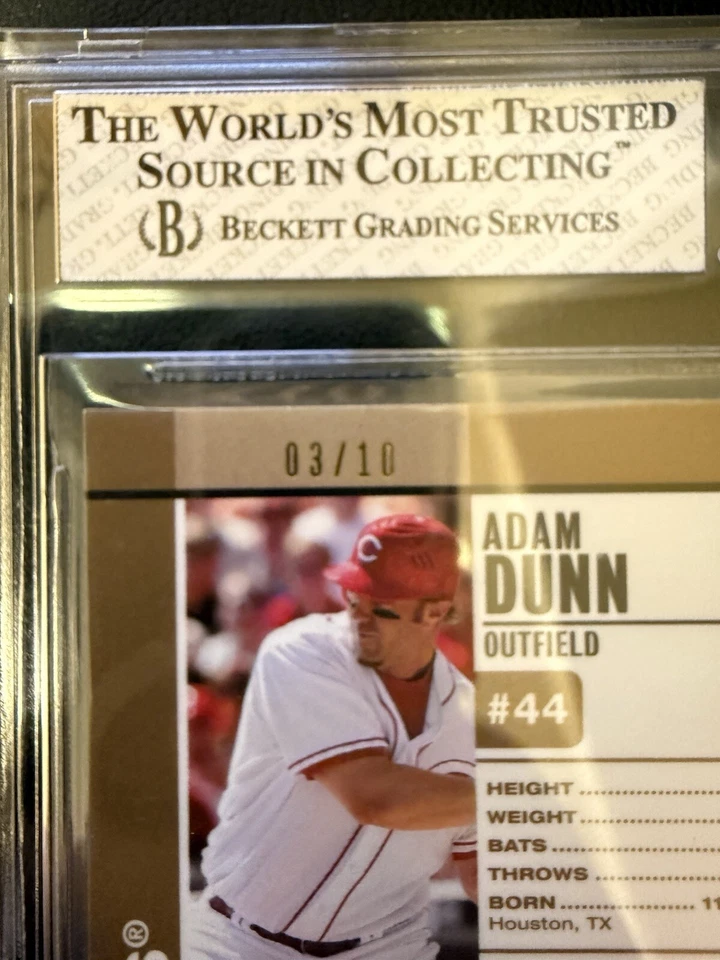 THE WORLD'S MOST TRUSTED
SOURCE IN COLLECTING™
B BECKETT GRADING SERVICES
03/10
C
ADAM
DUNN
OUTFIELD
#44
HEIGHT
WEIGHT
BATS
THROWS
BORN 11
Houston, TX
®